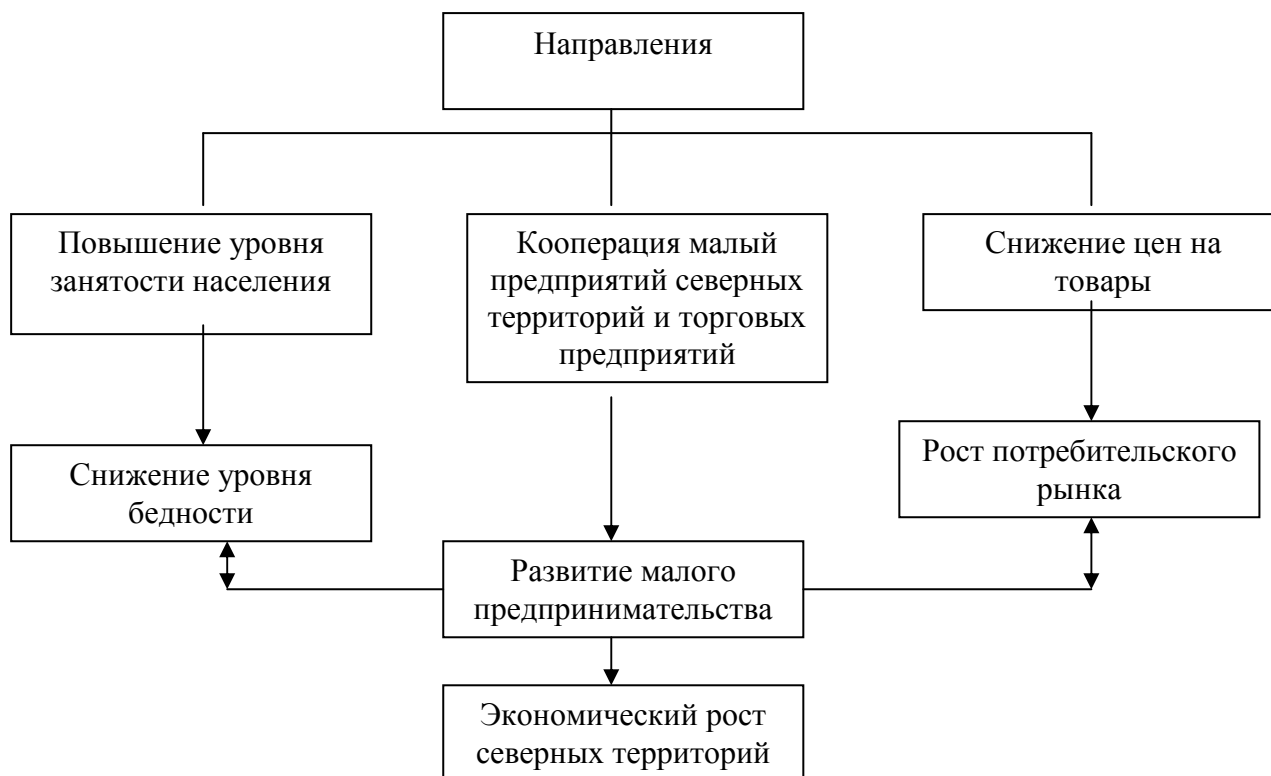 Направления
Повышение уровня
занятости населения
Кооперация малый
предприятий северных
территорий и торговых
предприятий
Снижение цен на
товары
Снижение уровня
бедности
Рост потребительского
рынка
Развитие малого
предпринимательства
Экономический рост
северных территорий